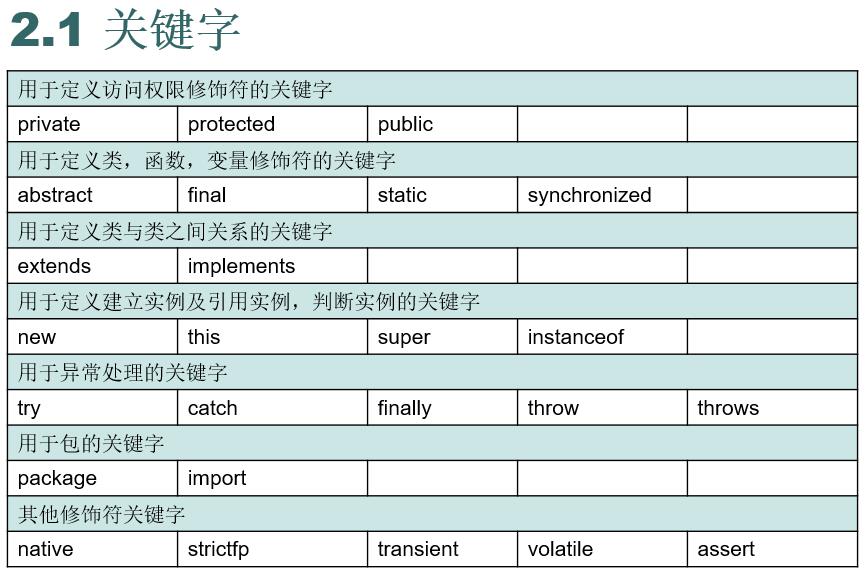 2.1 关键字
用于定义访问权限修饰符的关键字
private protected public
用于定义类，函数，变量修饰符的关键字
abstract final static synchronized
用于定义类与类之间关系的关键字
extends implements
用于定义建立实例及引用实例，判断实例的关键字
new this super instanceof
用于异常处理的关键字
try catch finally throw throws
用于包的关键字
package import
其他修饰符关键字
native strictfp transient volatile assert